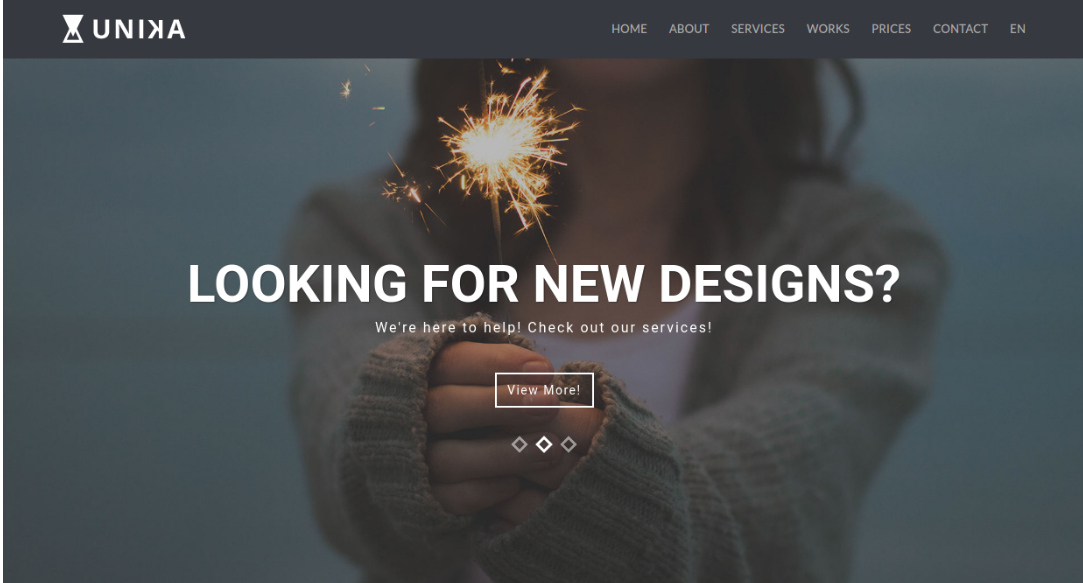 UNIKA
HOME ABOUT SERVICES WORKS PRICES CONTACT EN
LOOKING FOR NEW DESIGNS?
We're here to help! Check out our services!
View More!